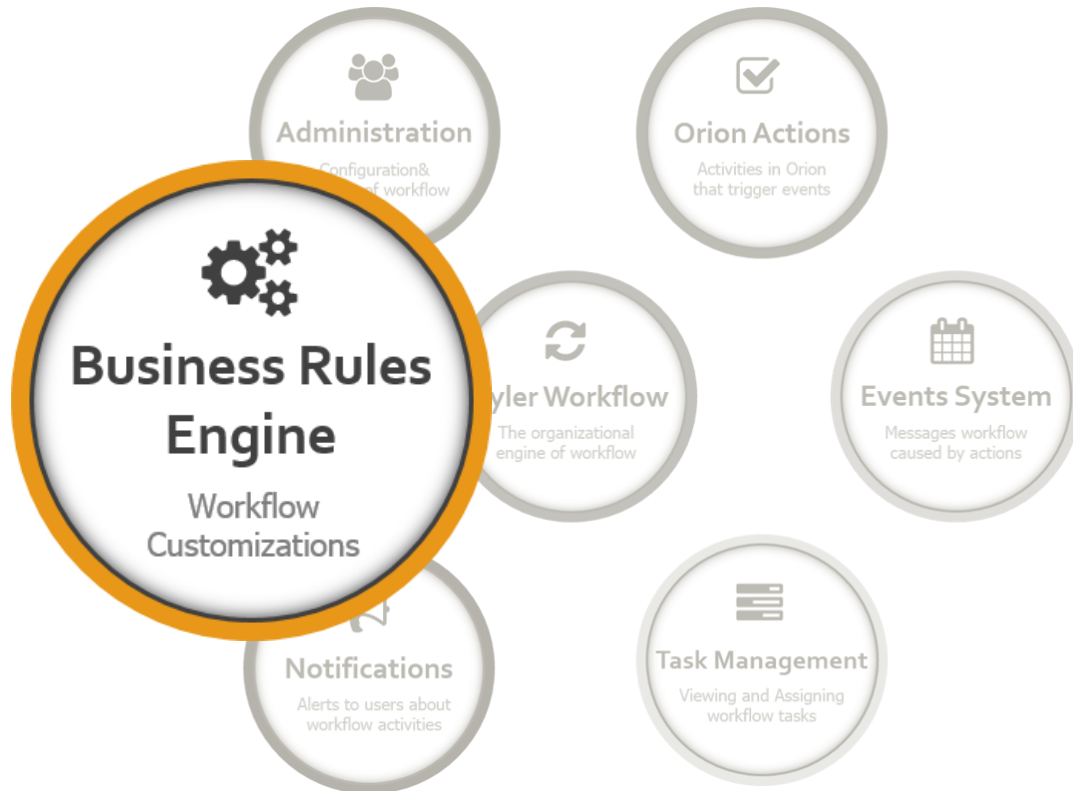 Administration
Configuration&
of workflow
Orion Actions
Activities in Orion
that trigger events
Business Rules
Engine
Workflow
Customizations
yler Workflow
The organizational
engine of workflow
Events System
Messages workflow
caused by actions
Notifications
Alerts to users about
workflow activities
Task Management
Viewing and Assigning
workflow tasks